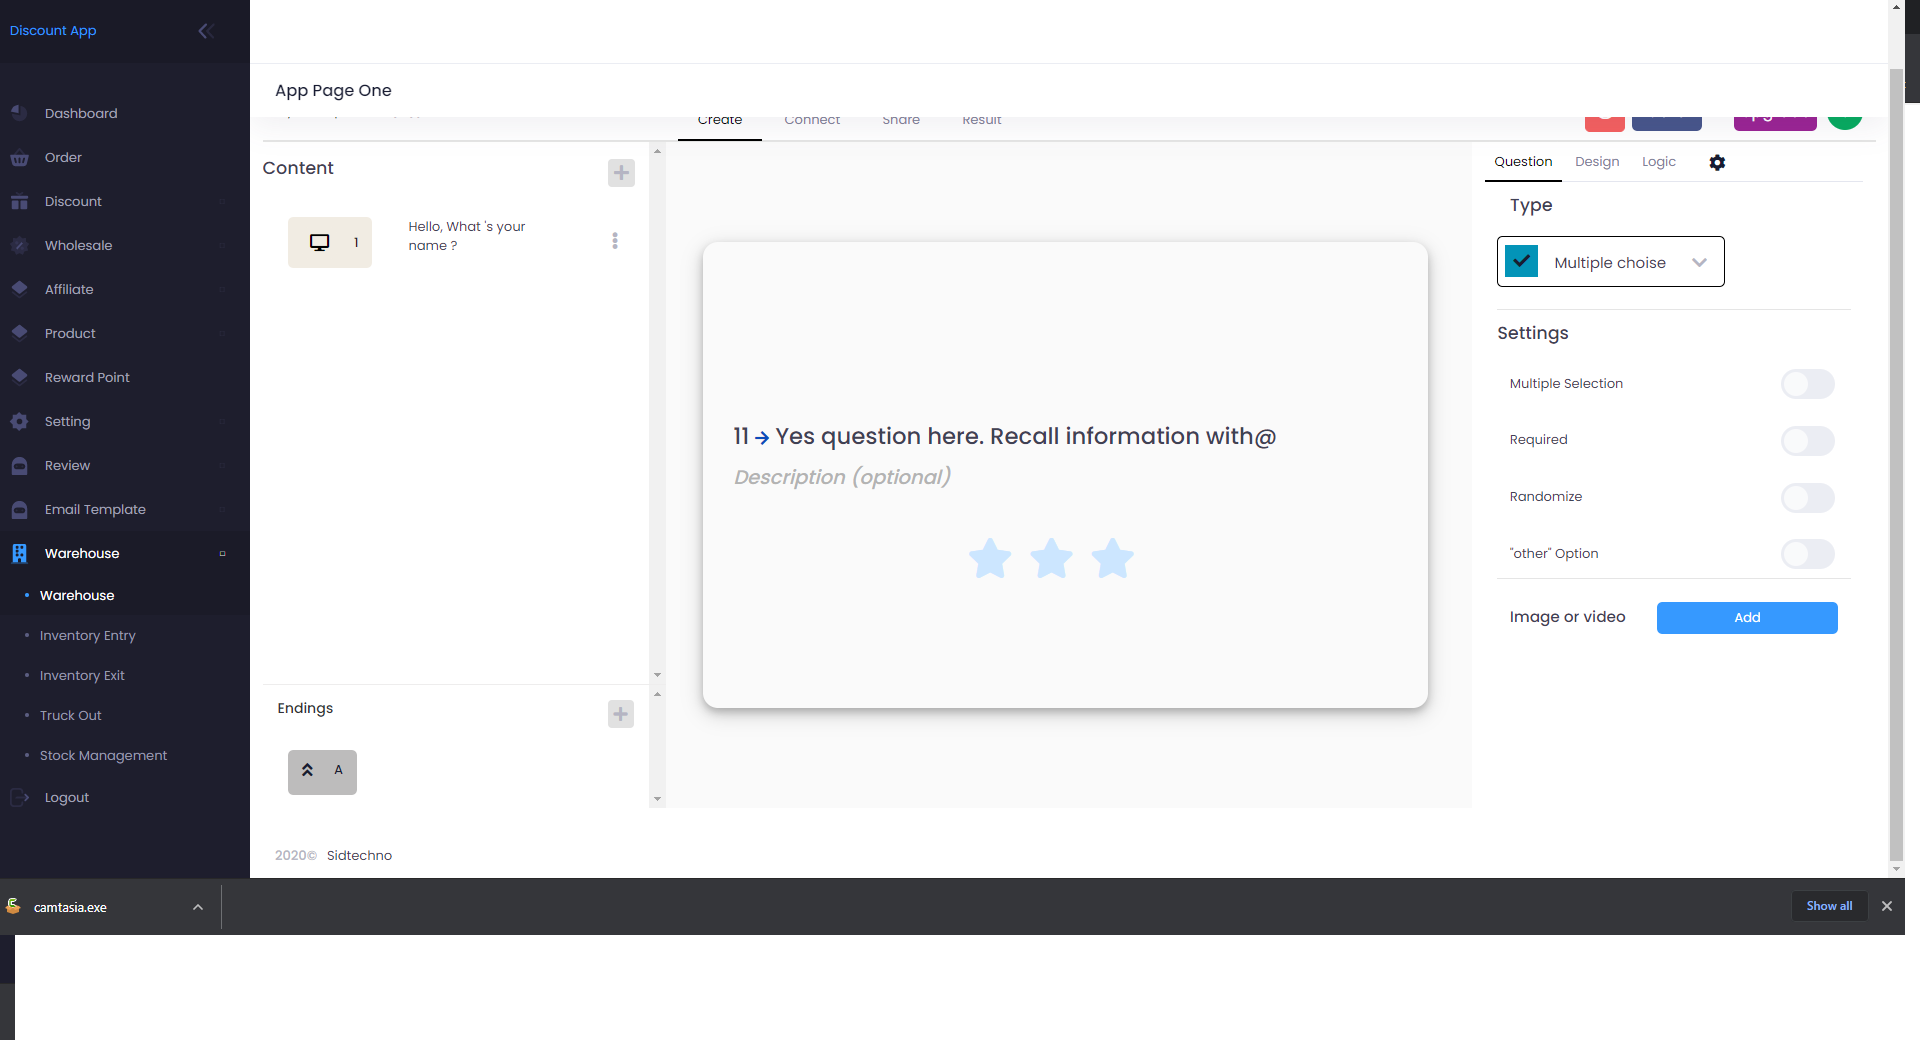 Discount App
Dashboard
Order
Discount
Wholesale
Affiliate
Product
Reward Point
Setting
Review
Email Template
Warehouse
Warehouse
Inventory Entry
Inventory Exit
Truck Out
Stock Management
Logout
App Page One
Create Connect Share Result
Content
1 Hello, What 's your
name ?
Endings
A
11 → Yes question here. Recall information with@
Description (optional)
Question Design Logic
Type
Multiple choise
Settings
Multiple Selection
Required
Randomize
"other" Option
Image or video Add
2020© Sidtechno
camtasia.exe
Show all